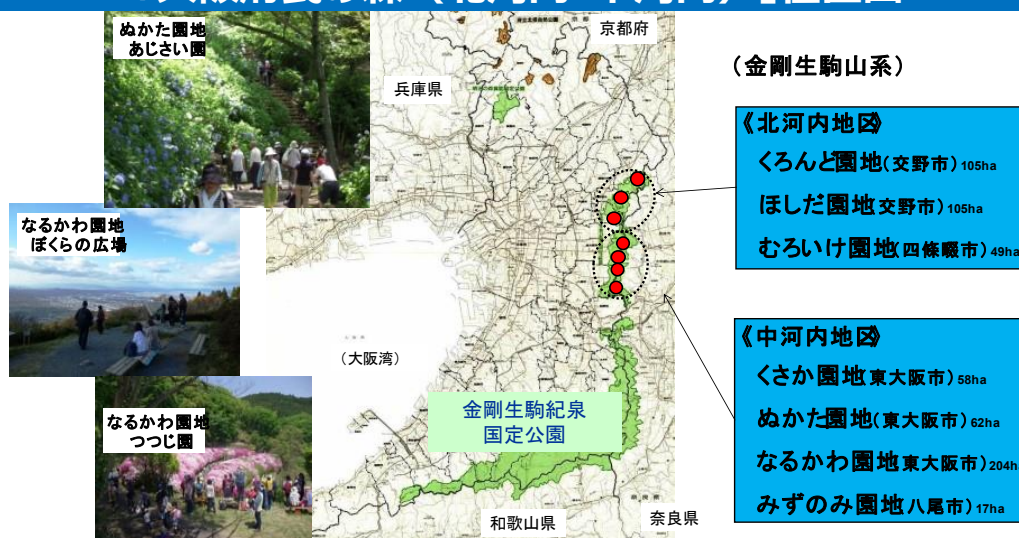 ぬかた園地
あじさい園
京都府
兵庫県
(金剛生駒山系)
《北河内地区》
くろんど園地(交野市)105ha
ほしだ園地(交野市)105ha
むろいけ園地(四條畷市)49ha
なるかわ園地
ぼくらの広場
(大阪湾)
《中河内地区》
くさか園地(東大阪市)58ha
ぬかた園地(東大阪市)62ha
なるかわ園地(東大阪市)204h
みずのみ園地(八尾市)17ha
なるかわ園地
つつじ園
金剛生駒紀泉
国定公園
和歌山県
奈良県